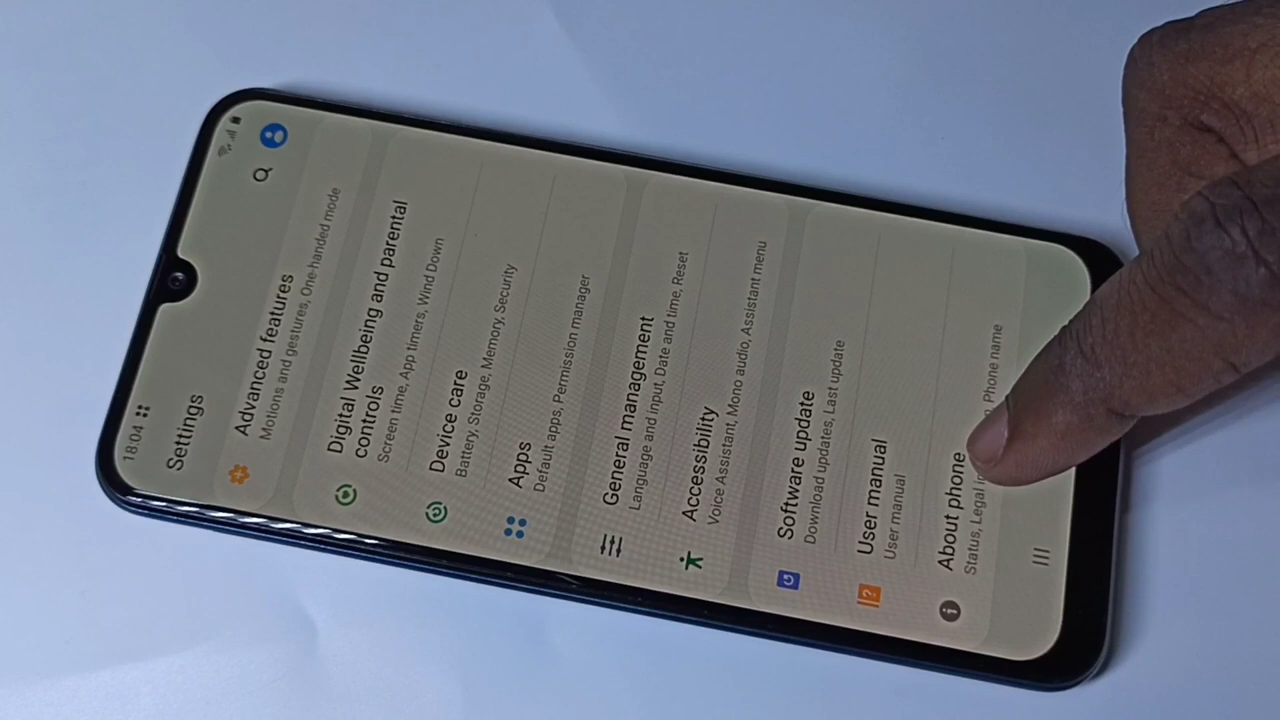 18:04
Settings
Advanced features
Motions and gestures, One-handed mode
Digital Wellbeing and parental
controls
Screen time, App timers, Wind Down
Device care
Battery, Storage, Memory, Security
Apps
Default apps, Permission manager
General management
Language and input, Date and time, Reset
Accessibility
Voice Assistant, Mono audio, Assistant menu
Software update
Download updates, Last update
User manual
User manual
About phone
Status, Legal Phone name